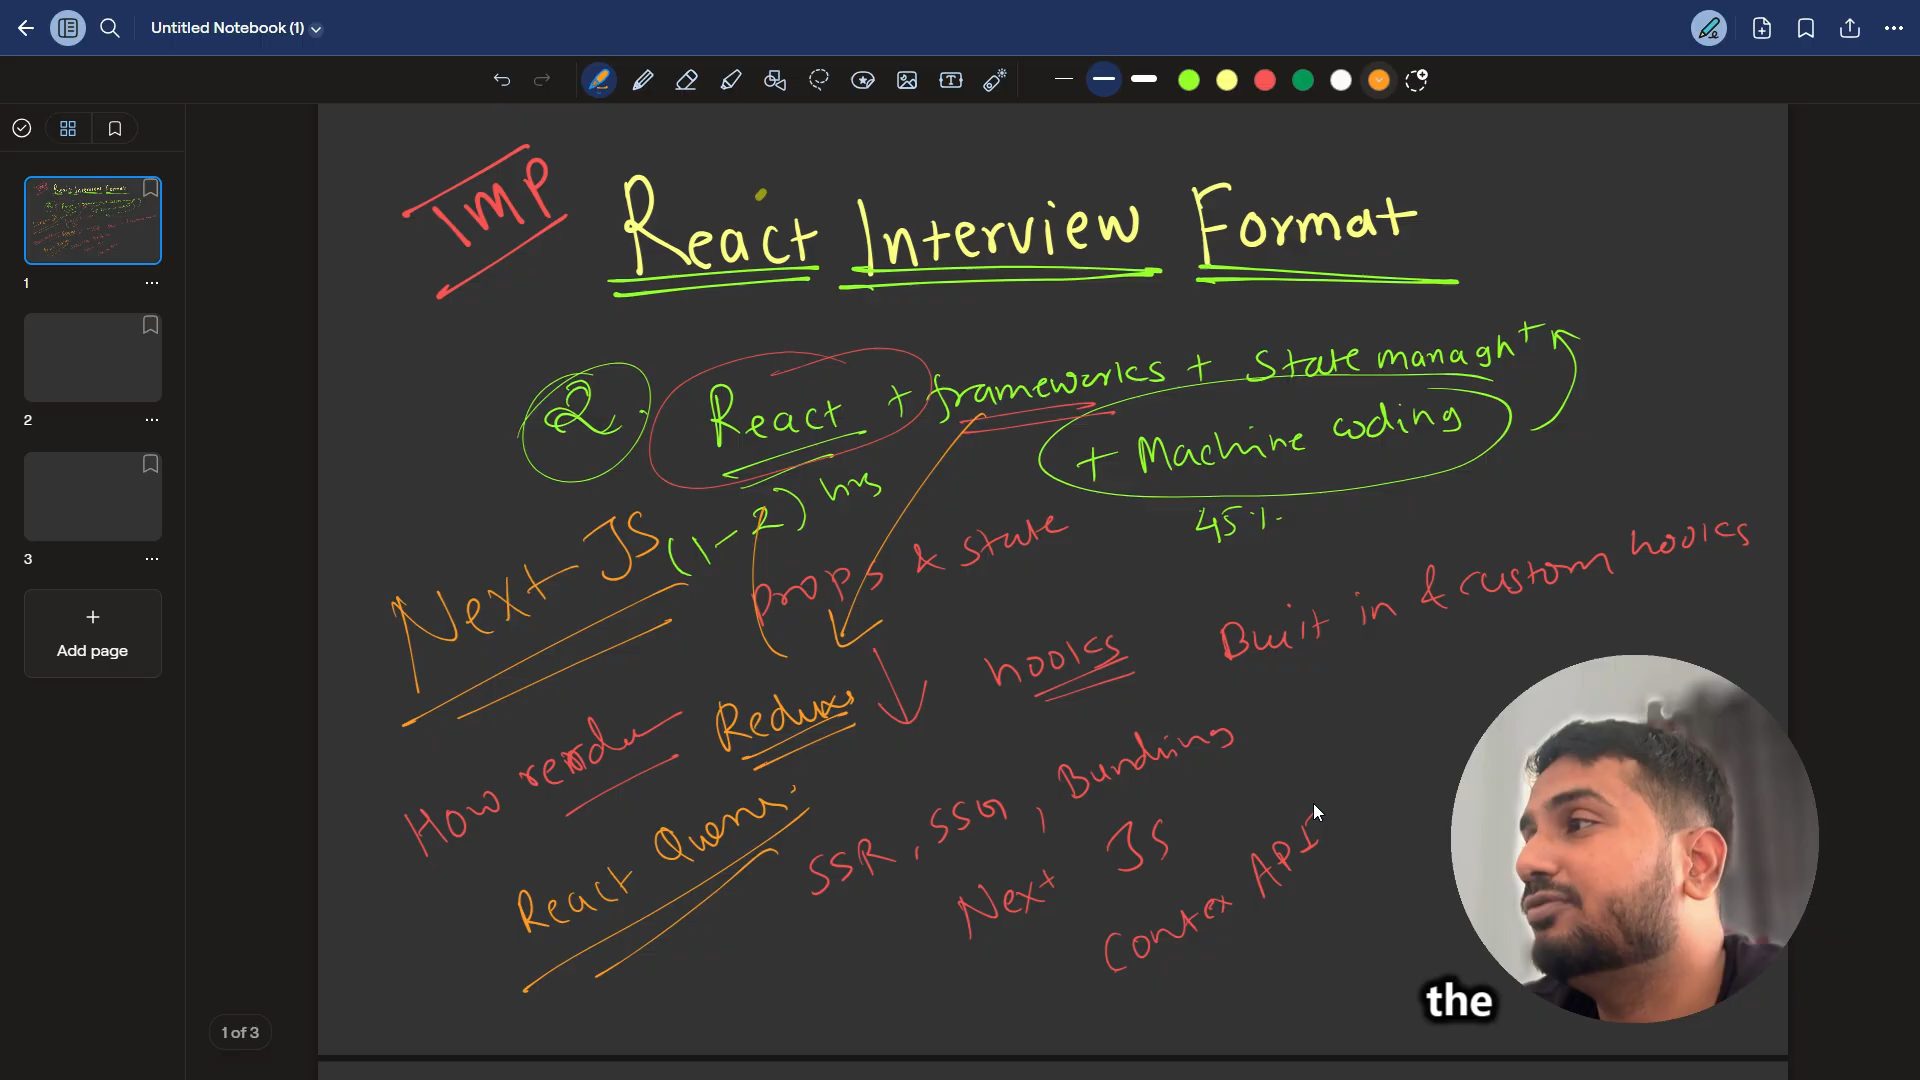 Untitled Notebook (1)
IMP
React Interview Format
2 React + frameworks + State managmt
+ Machine coding
(1-2) hrs
45%
Next JS
props & state
hooks
Built in & custom hooks
How render
Redux
React Query
SSR, SSG, Bundling
Next JS
Contex API
1
2
3
Add page
1 of 3
the